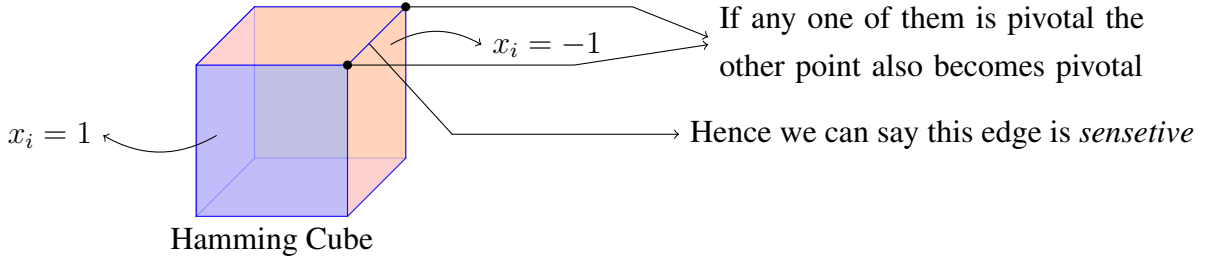 If any one of them is pivotal the
other point also becomes pivotal
x_i = −1
x_i = 1
Hence we can say this edge is sensetive
Hamming Cube